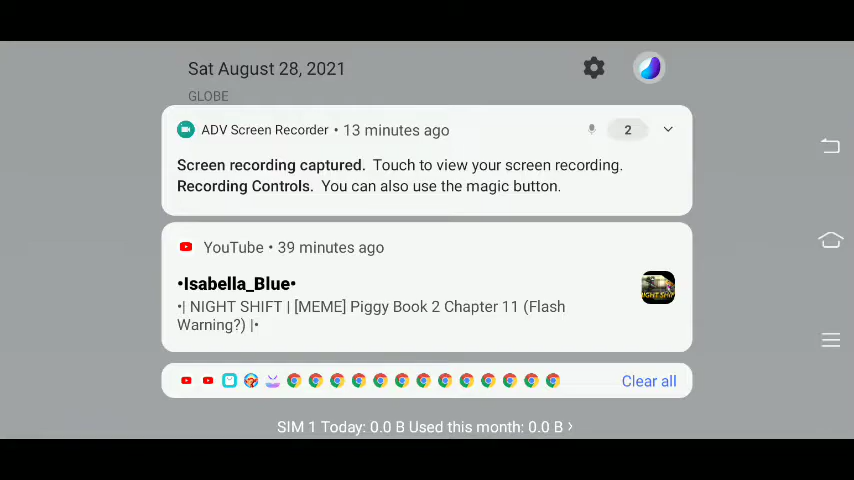 Sat August 28, 2021
GLOBE
ADV Screen Recorder • 13 minutes ago
2
Screen recording captured. Touch to view your screen recording.
Recording Controls. You can also use the magic button.
YouTube • 39 minutes ago
•Isabella_Blue•
•| NIGHT SHIFT | [MEME] Piggy Book 2 Chapter 11 (Flash
Warning?) |•
NIGHT SHIF
Clear all
SIM 1 Today: 0.0 B Used this month: 0.0 B ›